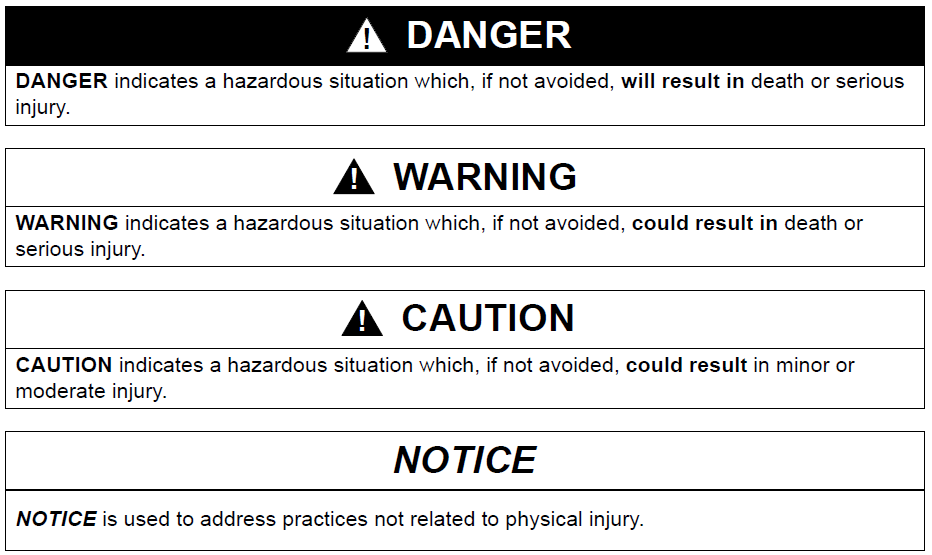 DANGER
DANGER indicates a hazardous situation which, if not avoided, will result in death or serious
injury.
WARNING
WARNING indicates a hazardous situation which, if not avoided, could result in death or
serious injury.
CAUTION
CAUTION indicates a hazardous situation which, if not avoided, could result in minor or
moderate injury.
NOTICE
NOTICE is used to address practices not related to physical injury.